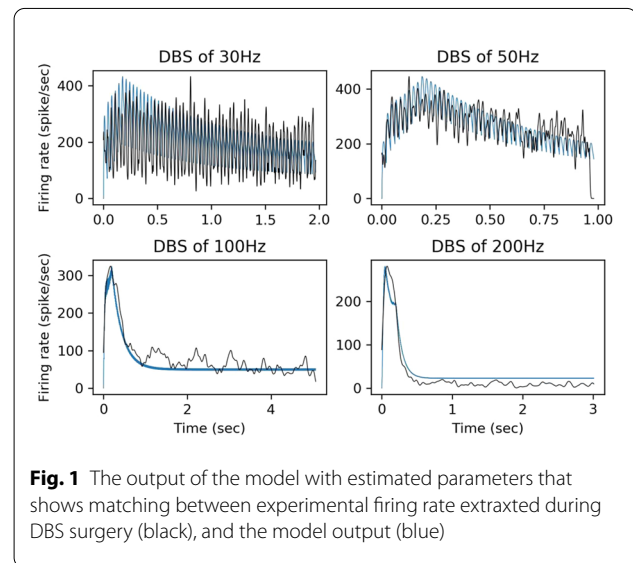 DBS of 30Hz
DBS of 50Hz
Firing rate (spike/sec)
400
200
0
0.0 0.5 1.0 1.5 2.0
400
200
0
0.00 0.25 0.50 0.75 1.00
DBS of 100Hz
DBS of 200Hz
Firing rate (spike/sec)
300
200
100
0
0 2 4
Time (sec)
200
100
0
0 1 2 3
Time (sec)
Fig. 1 The output of the model with estimated parameters that
shows matching between experimental firing rate extraxted during
DBS surgery (black), and the model output (blue)